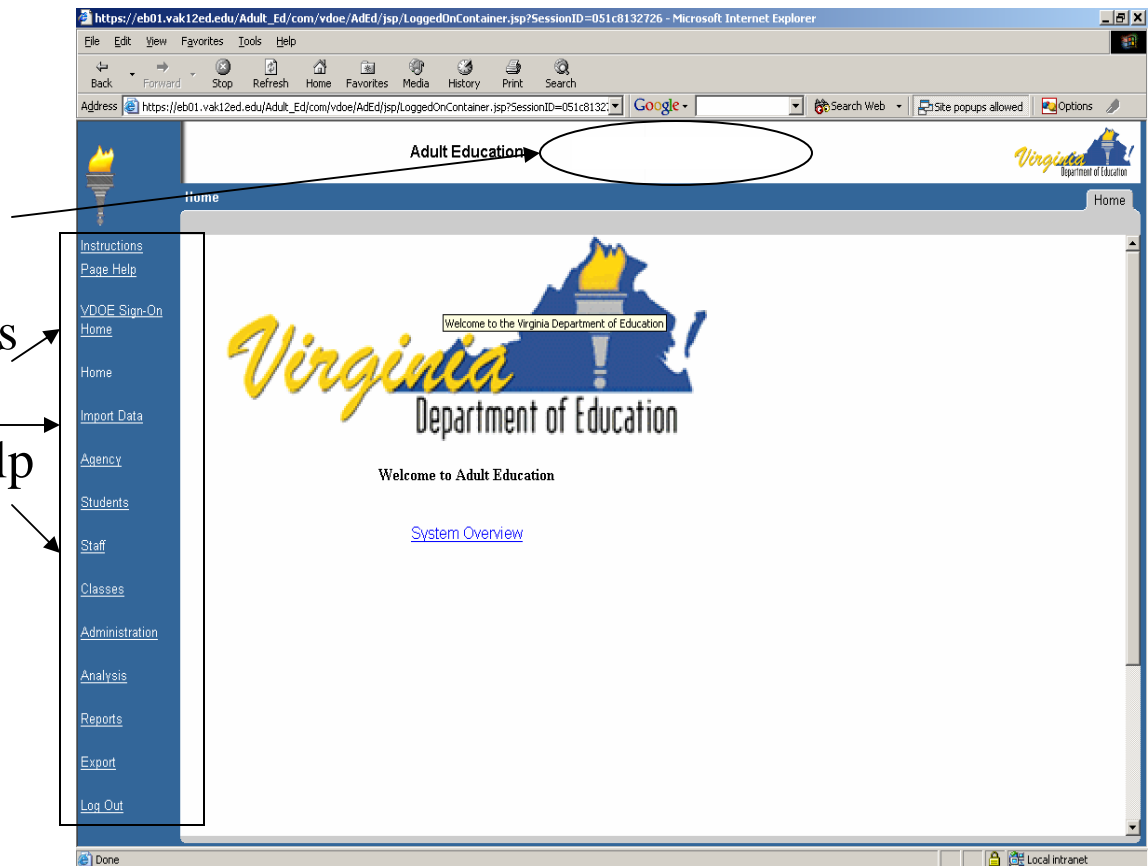 https://eb01.vak12ed.edu/Adult_Ed/com/vdoe/AdEd/jsp/LoggedOnContainer.jsp?SessionID=051c8132726 - Microsoft Internet Explorer
File Edit View Favorites Tools Help
Back Forward Stop Refresh Home Favorites Media History Print Search
Address https://eb01.vak12ed.edu/Adult_Ed/com/vdoe/AdEd/jsp/LoggedOnContainer.jsp?SessionID=051c8132 Google Search Web Site popups allowed Options
Adult Education
Virginia
Department of Education
Home
Home
Instructions
Page Help
VDOE Sign-On
Home
s
Home
Import Data
lp
Agency
Students
Staff
Classes
Administration
Analysis
Reports
Export
Log Out
Welcome to the Virginia Department of Education
Virginia!
Department of Education
Welcome to Adult Education
System Overview
Done
Local intranet